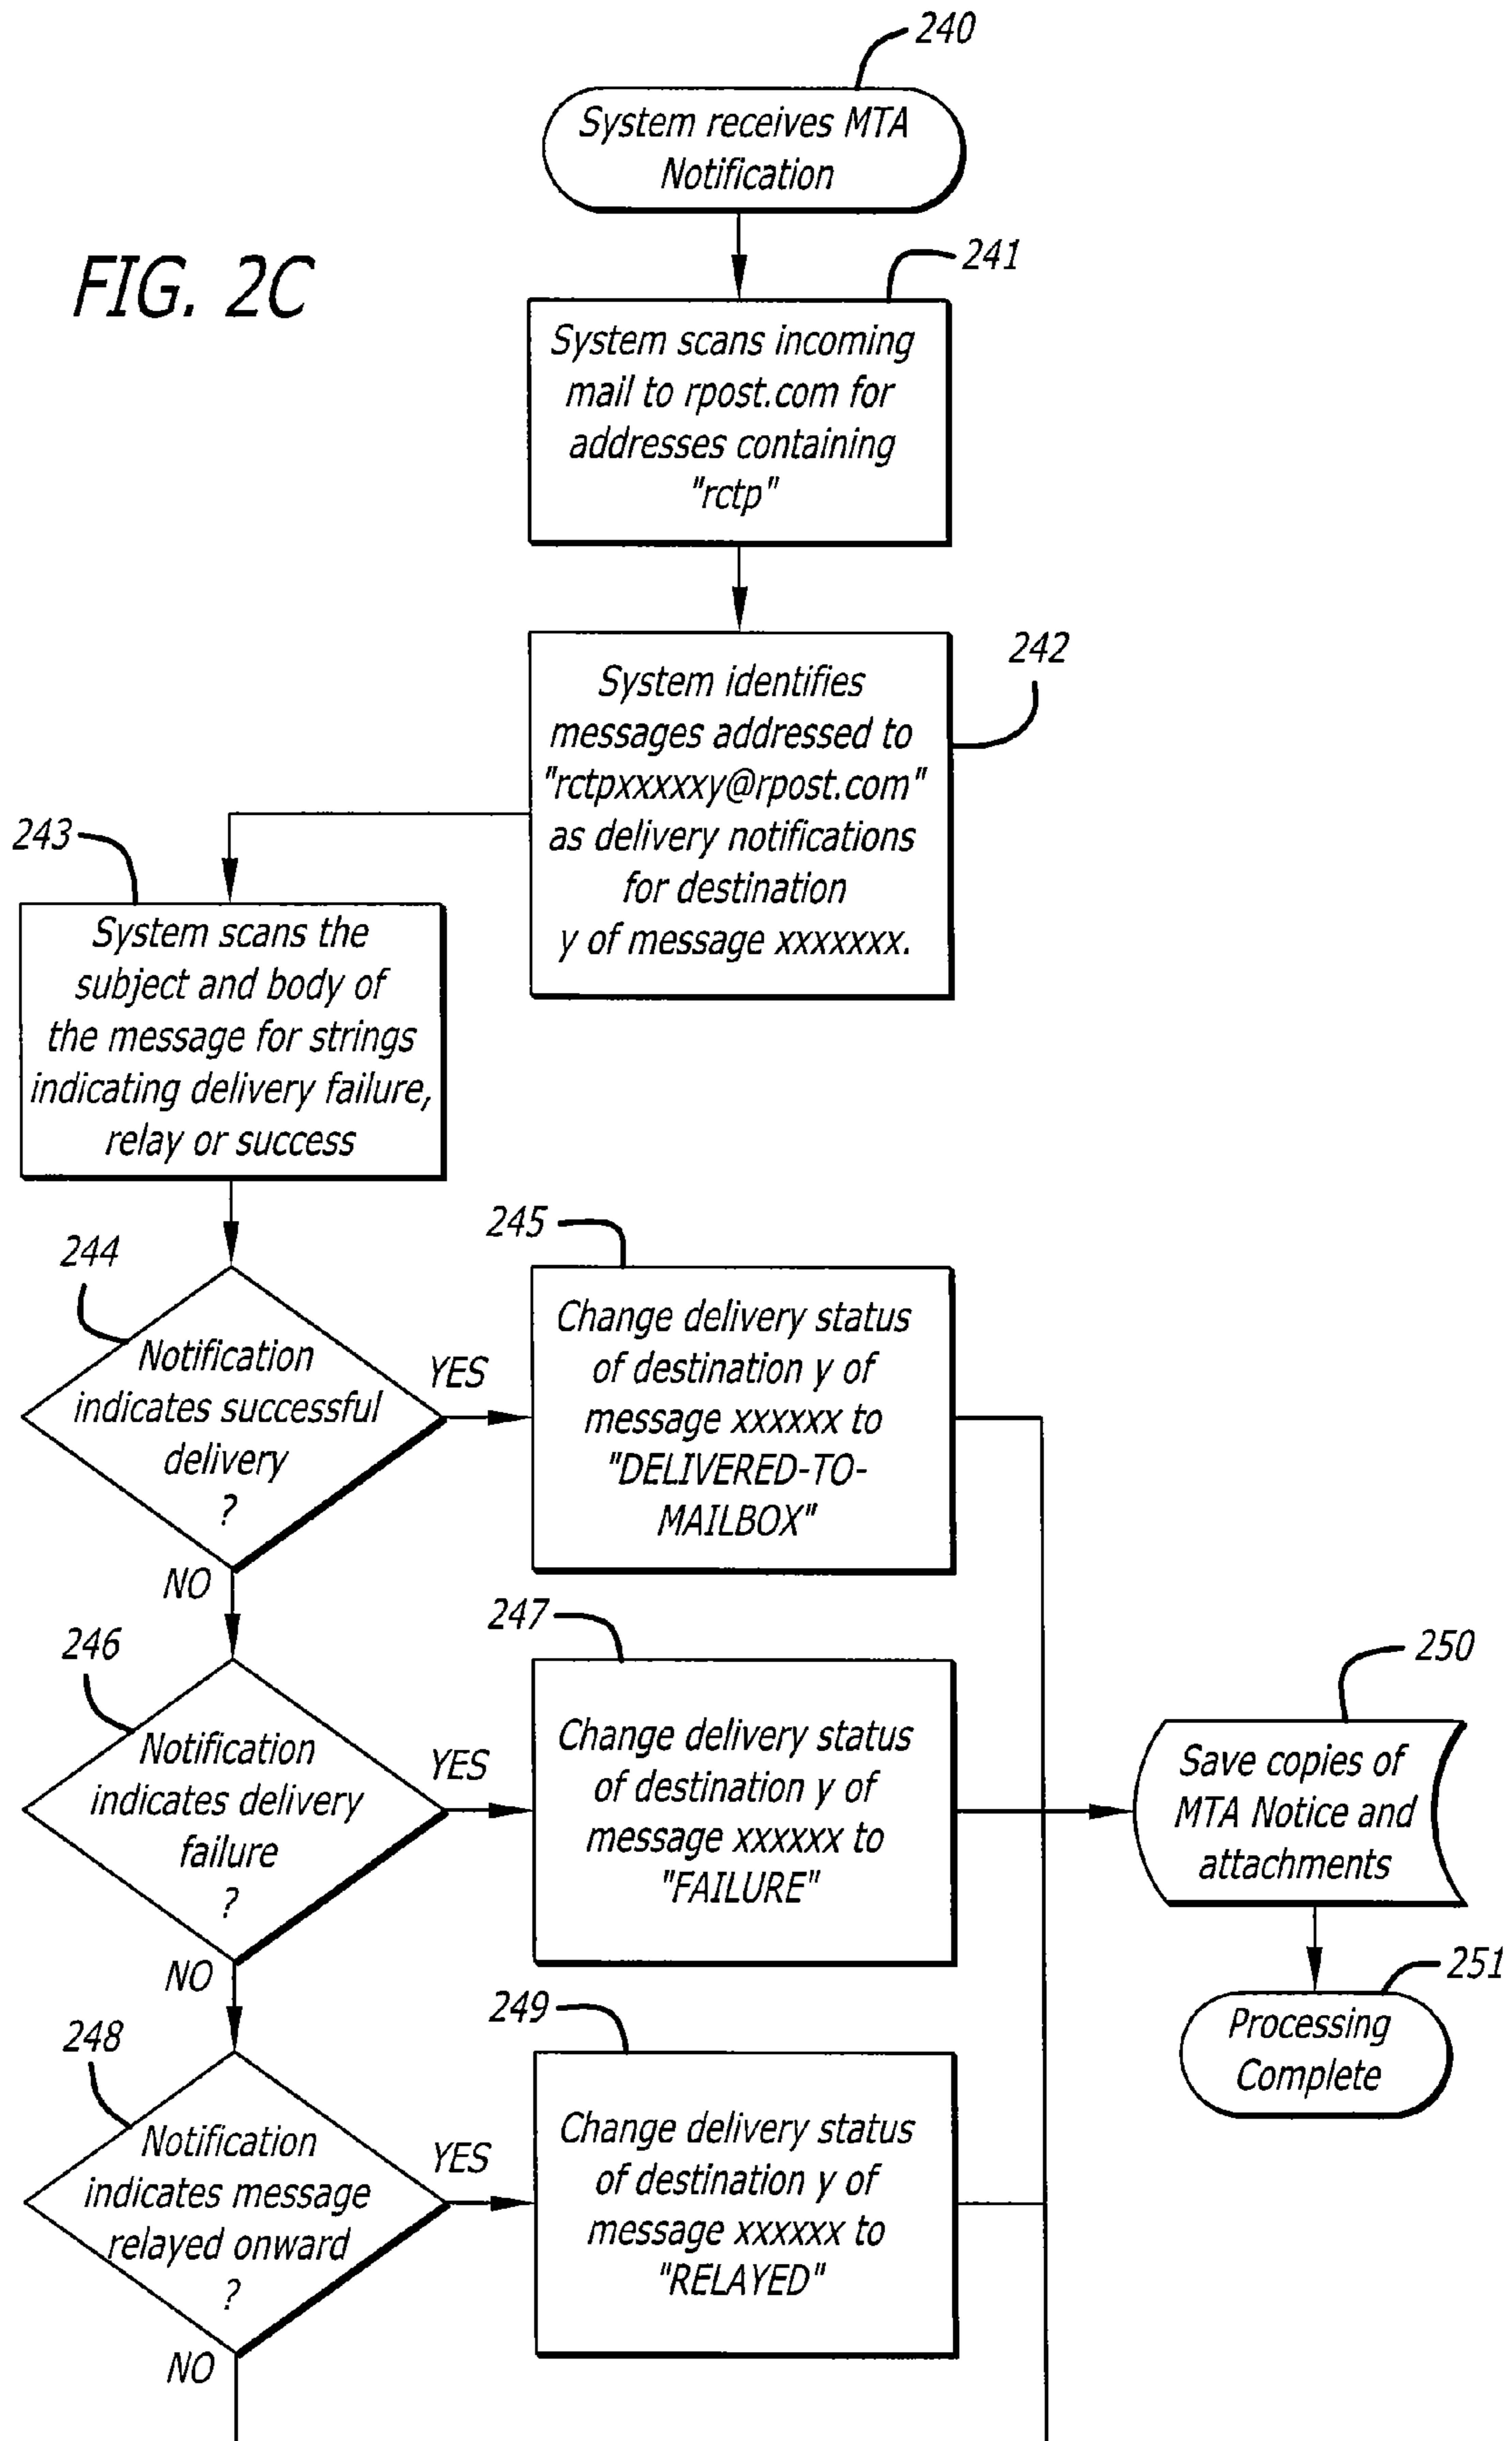 240
System receives MTA
Notification
FIG. 2C
241
System scans incoming
mail to rpost.com for
addresses containing
"rctp"
242
System identifies
messages addressed to
"rctpxxxxxy@rpost.com"
as delivery notifications
for destination
y of message xxxxxxx.
243
System scans the
subject and body of
the message for strings
indicating delivery failure,
relay or success
244
Notification
indicates successful
delivery
?
YES
NO
245
Change delivery status
of destination y of
message xxxxxx to
"DELIVERED-TO-
MAILBOX"
246
Notification
indicates delivery
failure
?
YES
NO
247
Change delivery status
of destination y of
message xxxxxx to
"FAILURE"
248
Notification
indicates message
relayed onward
?
YES
NO
249
Change delivery status
of destination y of
message xxxxxx to
"RELAYED"
250
Save copies of
MTA Notice and
attachments
251
Processing
Complete